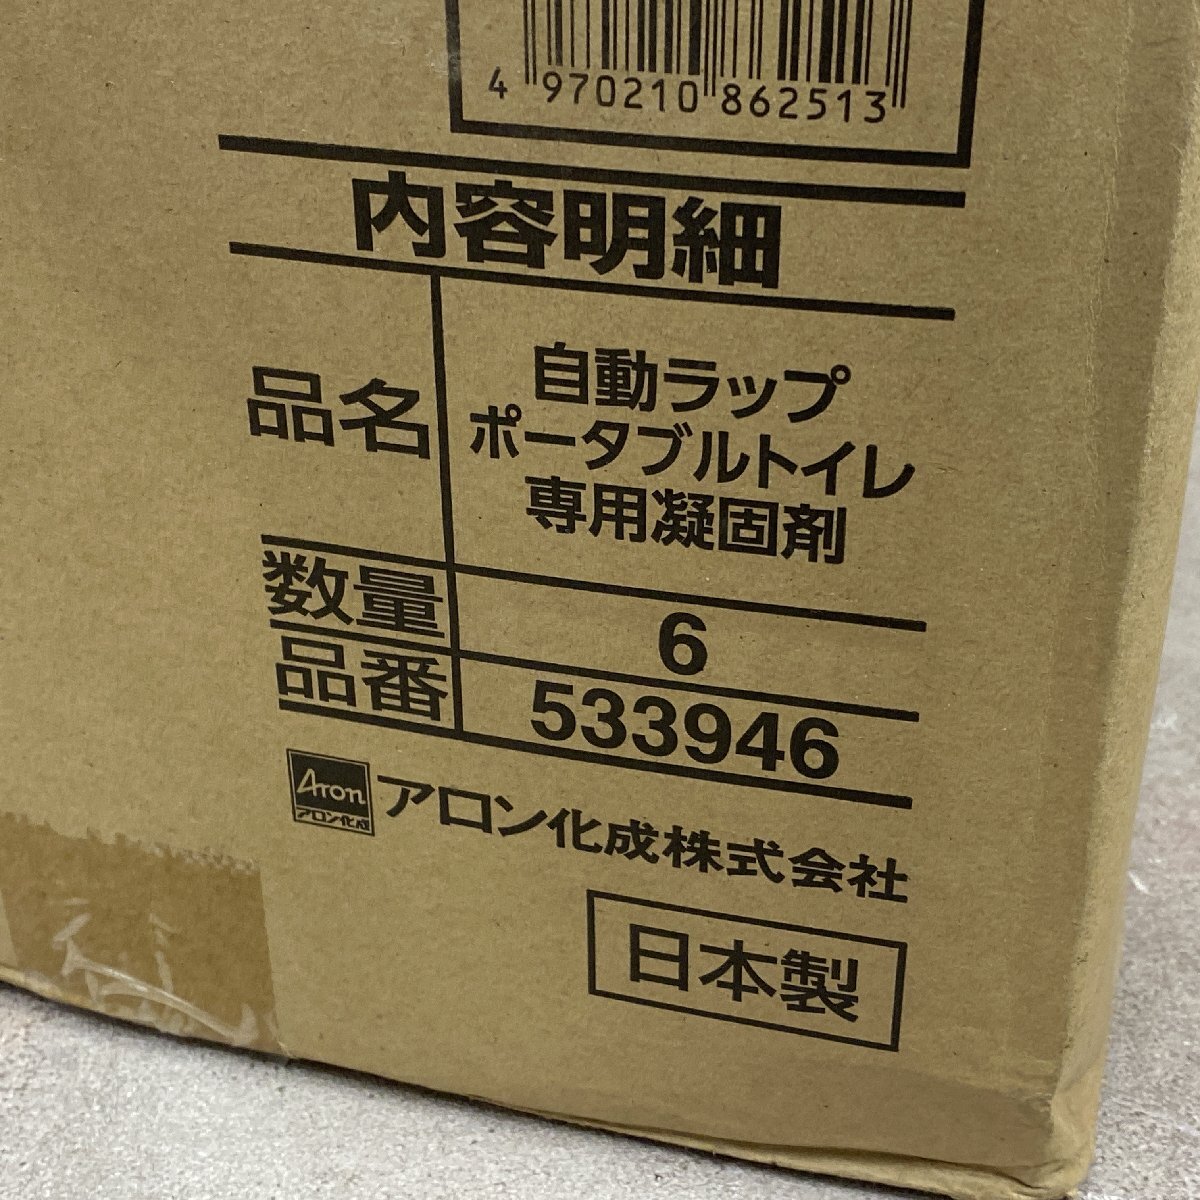 4 970210 862513
内容明細
品名
自動ラップ
ポータブルトイレ
専用凝固剤
数量 6
品番 533946
Aron
アロン化成
アロン化成株式会社
日本製